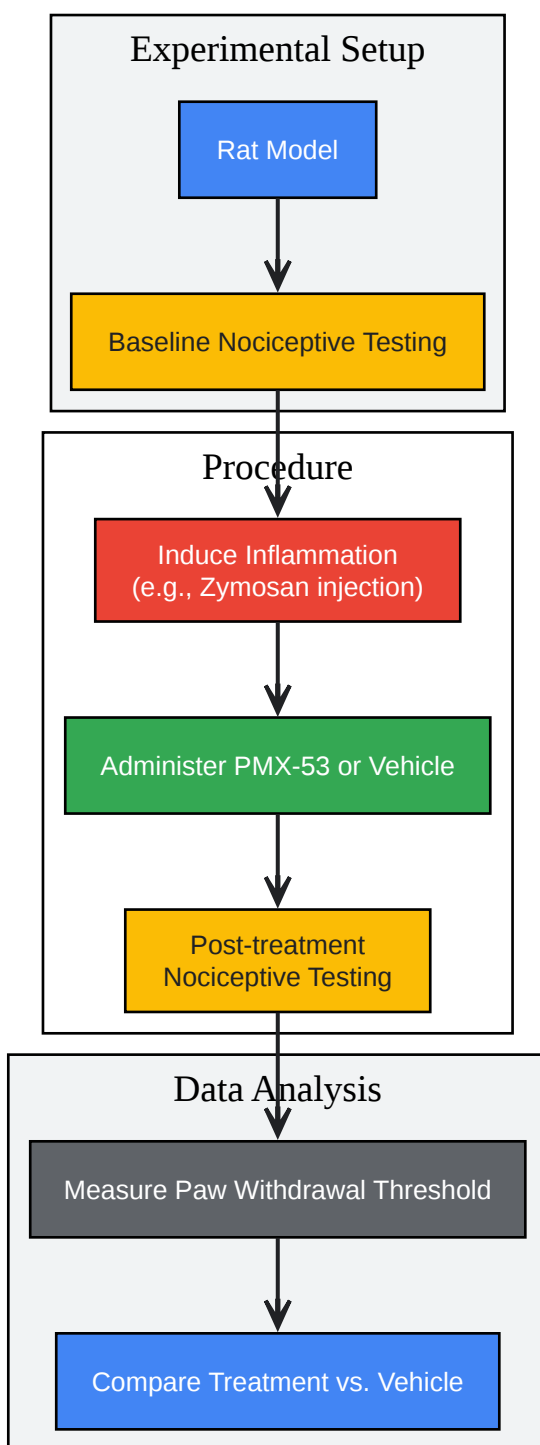 Experimental Setup
Rat Model
Baseline Nociceptive Testing
Procedure
Induce Inflammation
(e.g., Zymosan injection)
Administer PMX-53 or Vehicle
Post-treatment
Nociceptive Testing
Data Analysis
Measure Paw Withdrawal Threshold
Compare Treatment vs. Vehicle